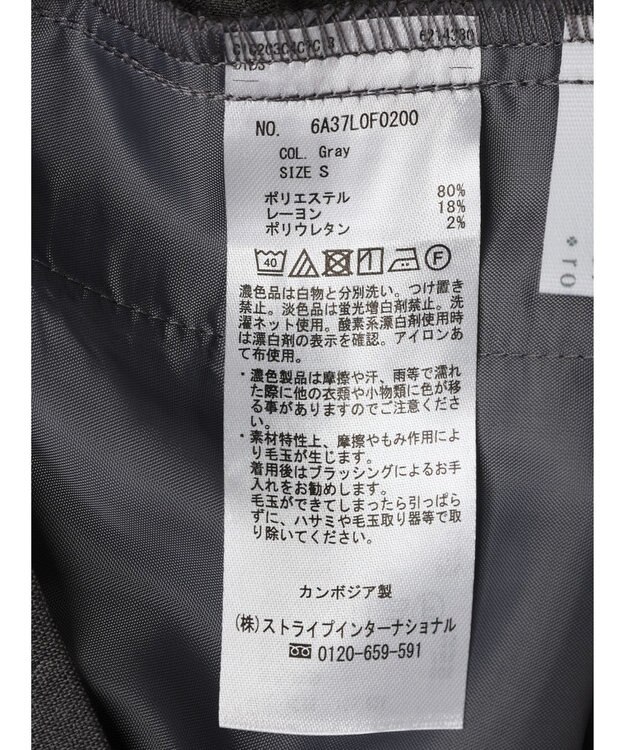 6214330
NO. 6A37L0F0200
COL. Gray
SIZE S
ポリエステル 80%
レーヨン 18%
ポリウレタン 2%
40 F
濃色品は白物と分別洗い。つけ置き
禁止。淡色品は蛍光増白剤禁止。洗
濯ネット使用。酸素系漂白剤使用時
は漂白剤の表示を確認。アイロンあ
て布使用。
・濃色製品は摩擦や汗、雨等で濡れ
た際に他の衣類や小物類に色が移
る事がありますのでご注意くださ
い。
・素材特性上、摩擦やもみ作用によ
り毛玉が生じます。
着用後はブラッシングによるお手
入れをお勧めします。
毛玉ができてしまったら引っぱら
ずに、ハサミや毛玉取り器等で取
り除いてください。
カンボジア製
(株)ストライプインターナショナル
0120-659-591
ro